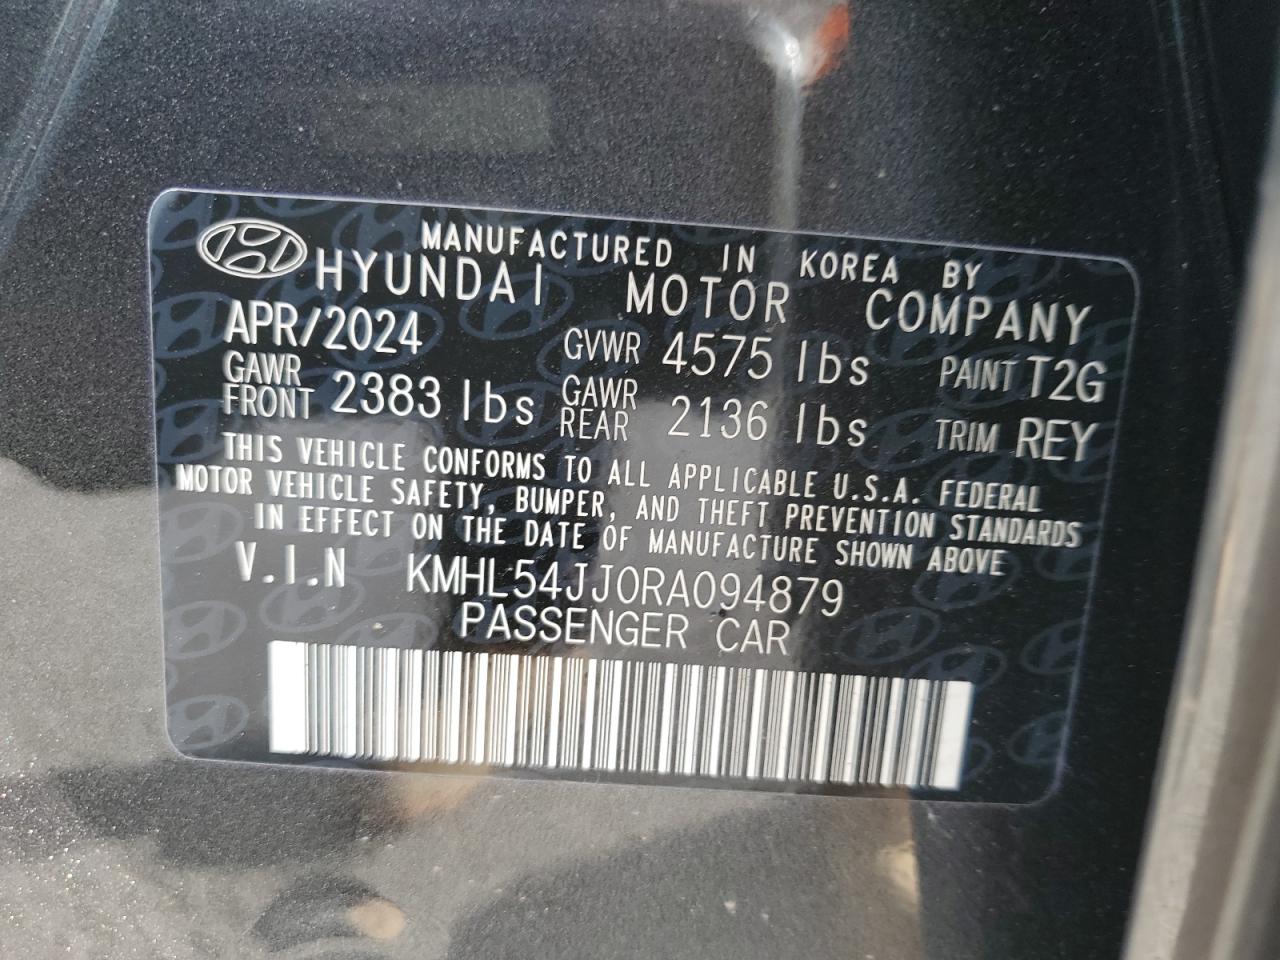 MANUFACTURED IN KOREA BY
HYUNDAI MOTOR COMPANY
APR/2024 GVWR 4575 lbs PAINT T2G
GAWR FRONT 2383 lbs GAWR REAR 2136 lbs TRIM REY
THIS VEHICLE CONFORMS TO ALL APPLICABLE U.S.A. FEDERAL
MOTOR VEHICLE SAFETY, BUMPER, AND THEFT PREVENTION STANDARDS
IN EFFECT ON THE DATE OF MANUFACTURE SHOWN ABOVE
V.I.N KMHL54JJ0RA094879
PASSENGER CAR